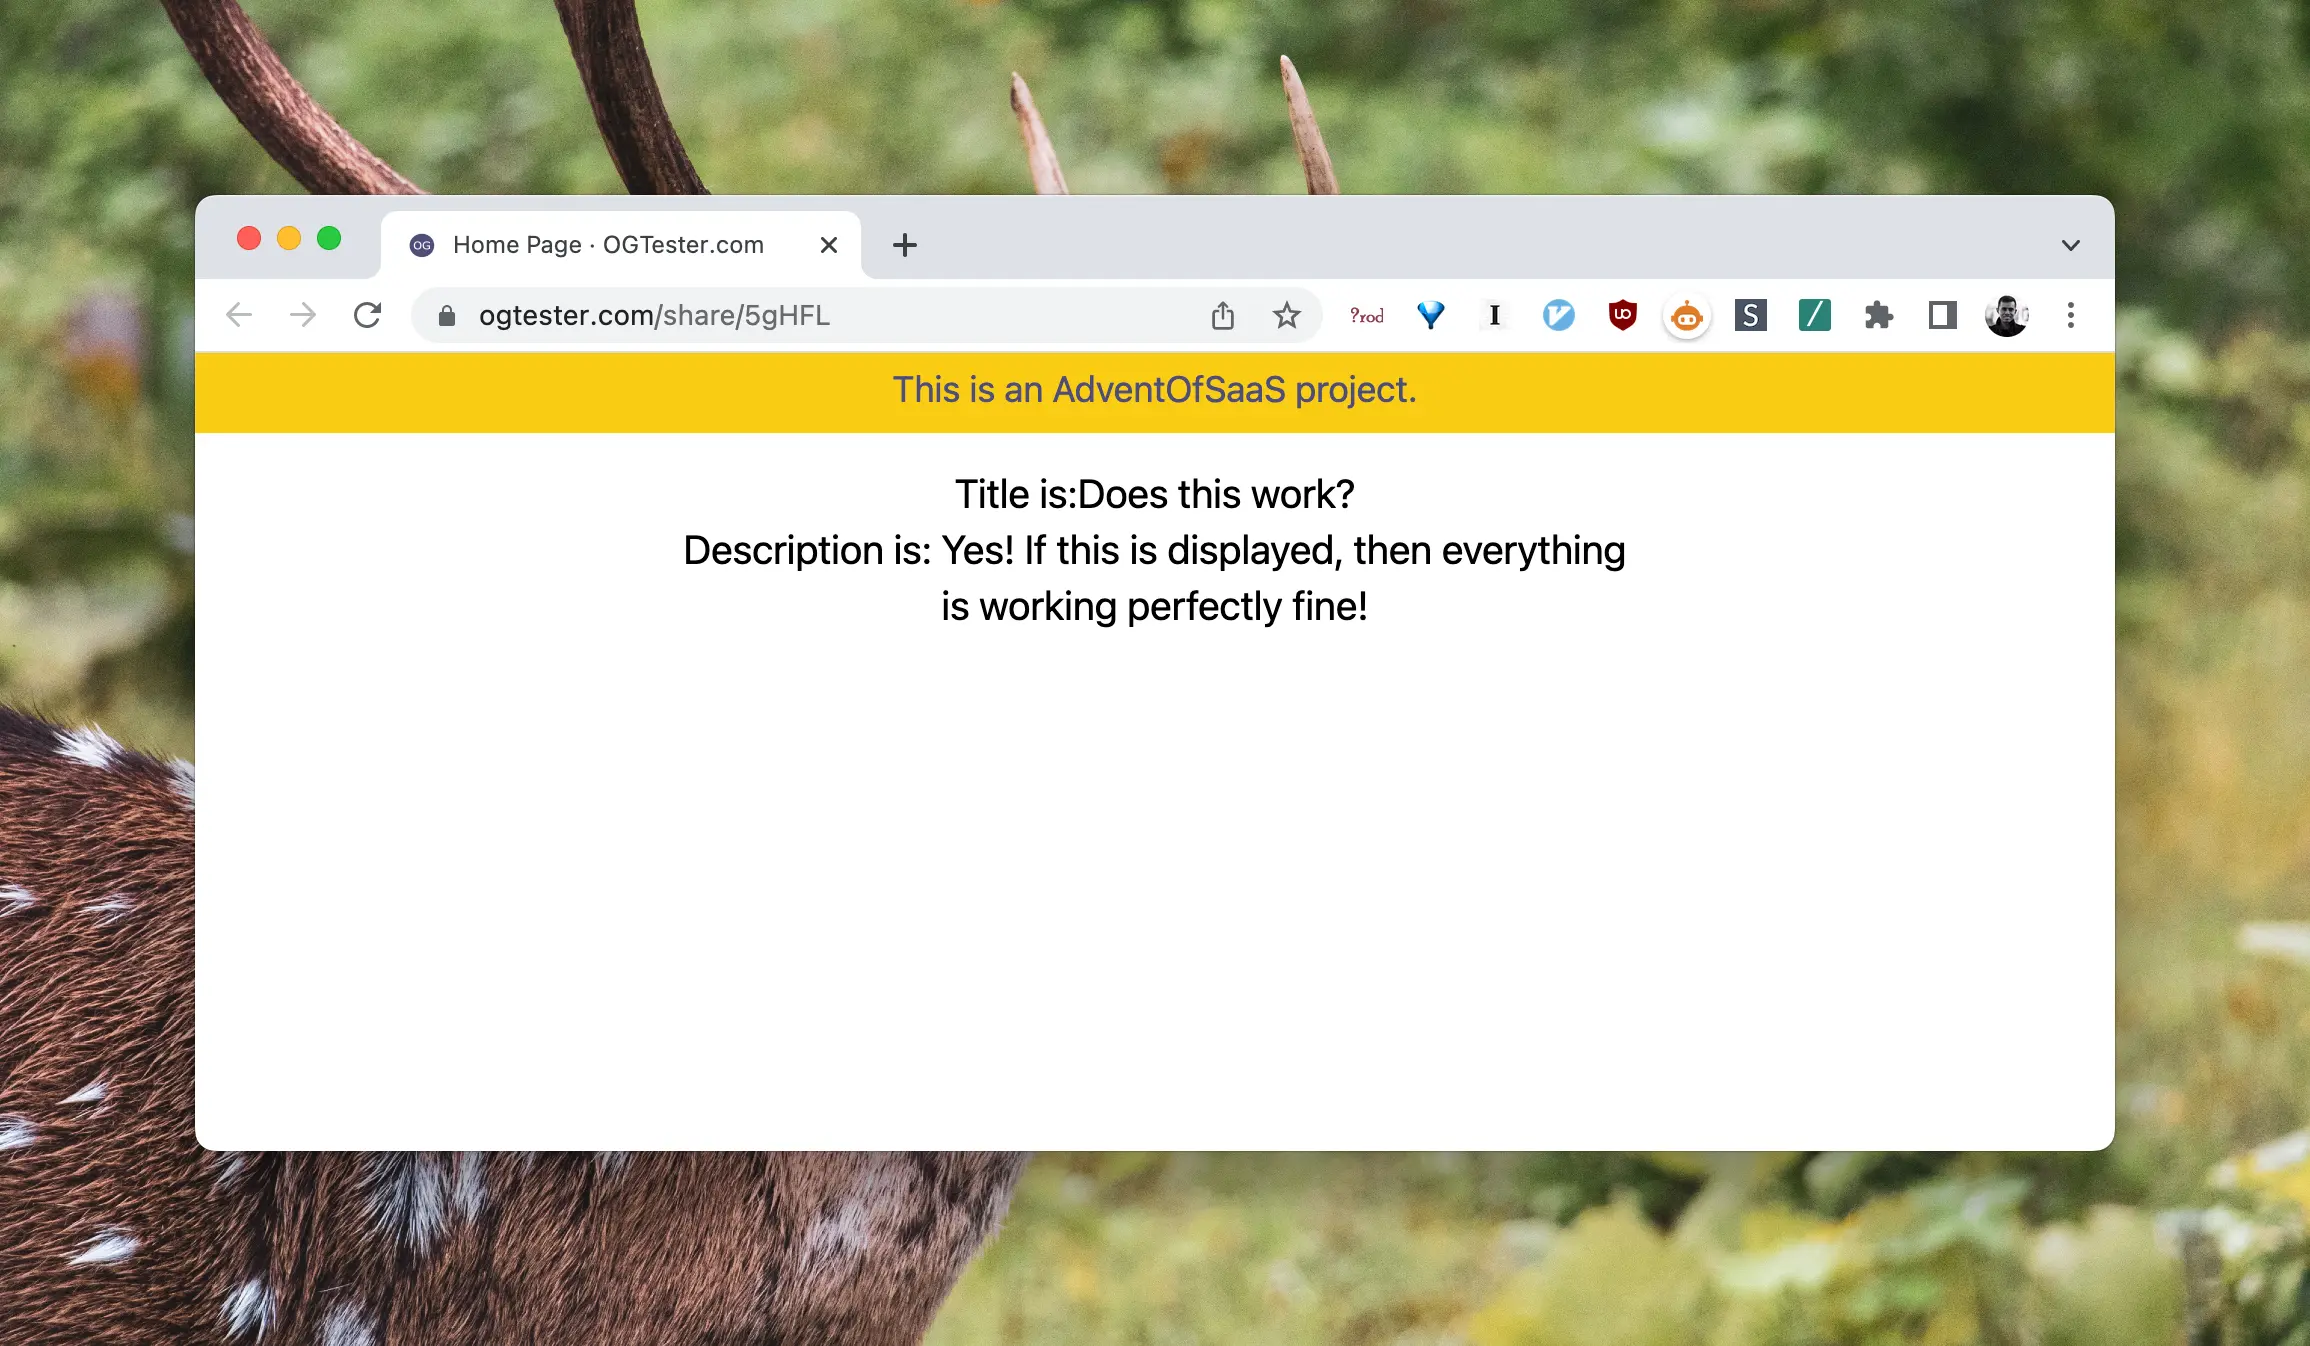 OG Home Page · OGTester.com
ogtester.com/share/5gHFL
?rod
I
S
This is an AdventOfSaaS project.
Title is:Does this work?
Description is: Yes! If this is displayed, then everything
is working perfectly fine!